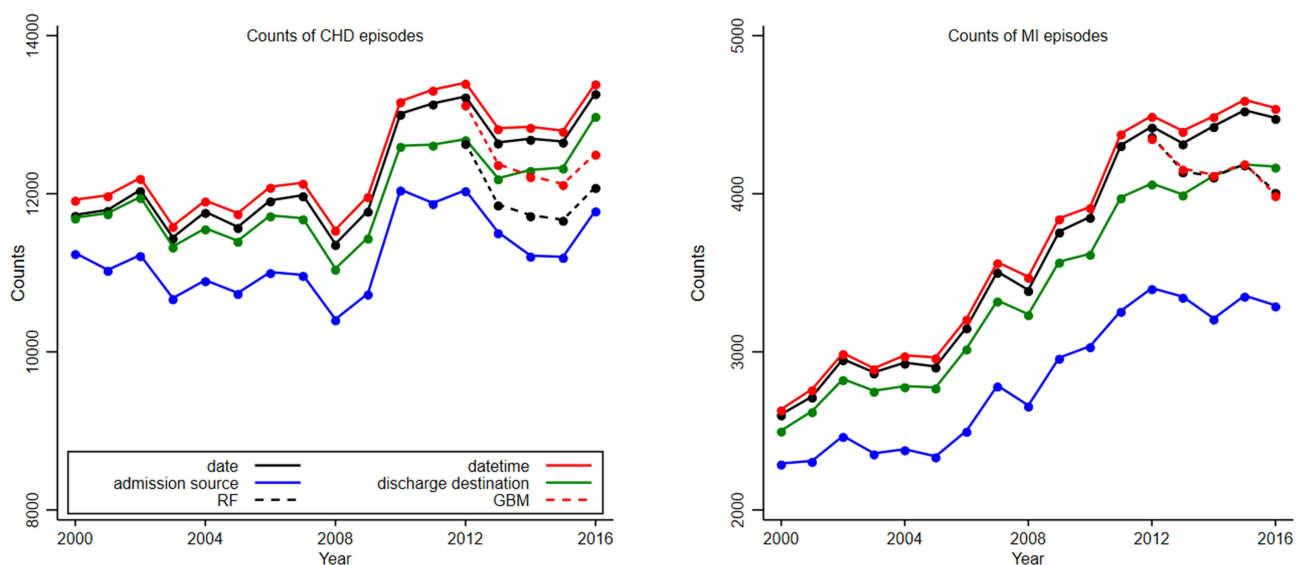 Counts of CHD episodes
Counts
14000
12000
10000
8000
date
datetime
admission source
discharge destination
RF
GBM
2000 2004 2008 2012 2016
Year
Counts of MI episodes
Counts
5000
4000
3000
2000
2000 2004 2008 2012 2016
Year